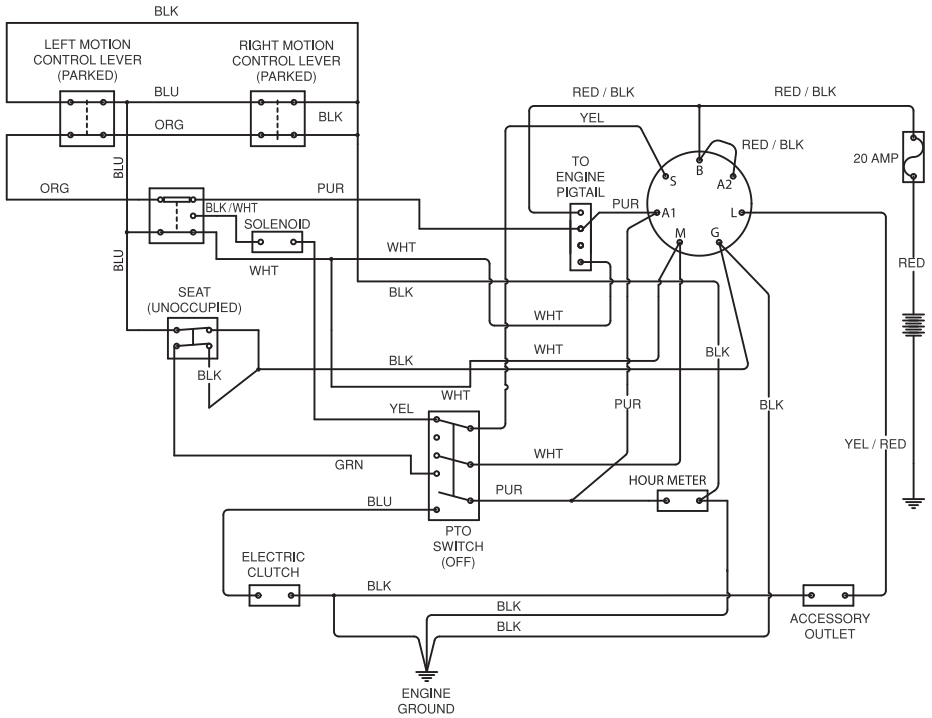 BLK
LEFT MOTION
CONTROL LEVER
(PARKED)
RIGHT MOTION
CONTROL LEVER
(PARKED)
BLU
BLK
ORG
RED / BLK
RED / BLK
YEL
RED / BLK
20 AMP
TO
ENGINE
PIGTAIL
B
S
A2
BLU
ORG
PUR
PUR
A1
L
BLK/WHT
SOLENOID
M
G
WHT
WHT
BLU
RED
BLK
SEAT
(UNOCCUPIED)
WHT
WHT
BLK
BLK
BLK
WHT
YEL
PUR
BLK
YEL / RED
WHT
GRN
HOUR METER
PUR
BLU
PTO
SWITCH
(OFF)
ELECTRIC
CLUTCH
BLK
BLK
BLK
ACCESSORY
OUTLET
ENGINE
GROUND